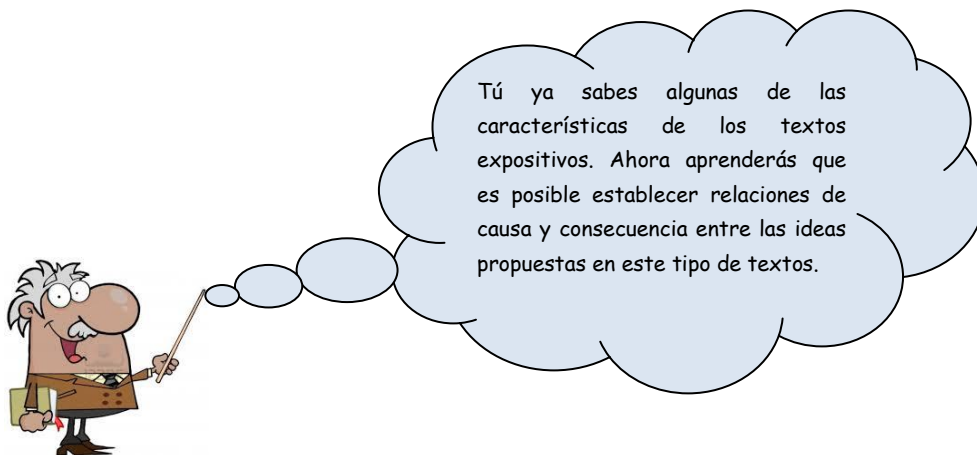 Tú ya sabes algunas de las
características de los textos
expositivos. Ahora aprenderás que
es posible establecer relaciones de
causa y consecuencia entre las ideas
propuestas en este tipo de textos.